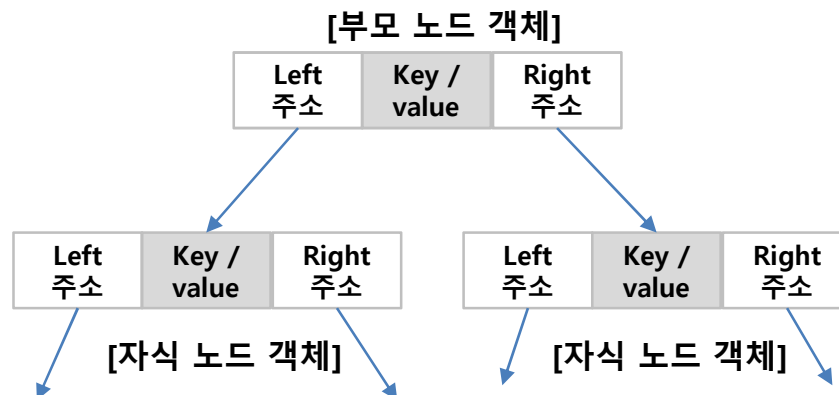 [부모 노드 객체]
Left
주소
Key /
value
Right
주소
Left
주소
Key /
value
Right
주소
Left
주소
Key /
value
Right
주소
[자식 노드 객체]
[자식 노드 객체]